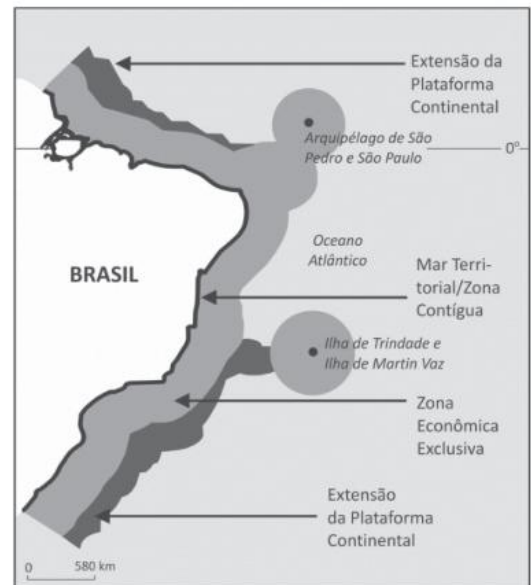 Extensão da
Plataforma
Continental
Arquipélago de São
Pedro e São Paulo
0º
Oceano
Atlântico
BRASIL
Mar Terri-
torial/Zona
Contígua
Ilha de Trindade e
Ilha de Martin Vaz
Zona
Econômica
Exclusiva
Extensão
da Plataforma
Continental
0 580 km